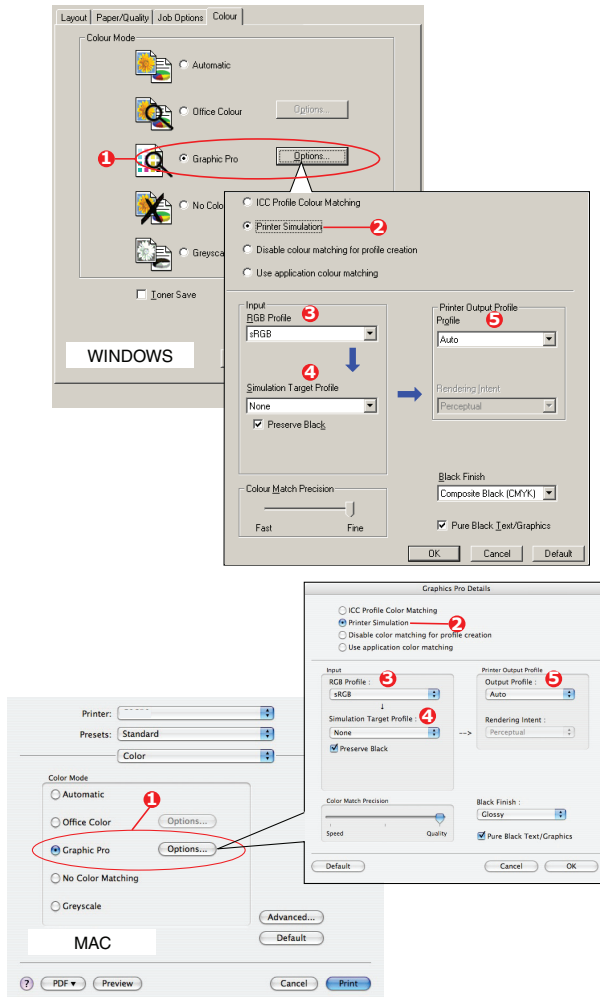 Layout Paper/Quality Job Options Colour
Colour Mode
Automatic
Office Colour Options...
1 Graphic Pro Options...
No Colo
Greysca
Toner Save
WINDOWS
ICC Profile Colour Matching
Printer Simulation 2
Disable colour matching for profile creation
Use application colour matching
Input
RGB Profile 3
sRGB
4
Simulation Target Profile
None
Preserve Black
Printer Output Profile
Profile 5
Auto
Rendering Intent
Perceptual
Colour Match Precision
Fast Fine
Black Finish
Composite Black (CMYK)
Pure Black Text/Graphics
OK Cancel Default
Graphics Pro Details
ICC Profile Color Matching
Printer Simulation 2
Disable color matching for profile creation
Use application color matching
Input
RGB Profile : 3
sRGB
↓
Simulation Target Profile : 4
None
Preserve Black
-->
Printer Output Profile
Output Profile : 5
Auto
Rendering Intent :
Perceptual
Color Match Precision
Speed Quality
Black Finish :
Glossy
Pure Black Text/Graphics
Default Cancel OK
Printer:
Presets: Standard
Color
Color Mode
Automatic
1
Office Color Options...
Graphic Pro Options...
No Color Matching
Greyscale
Advanced...
Default
MAC
? PDF ▾ Preview Cancel Print